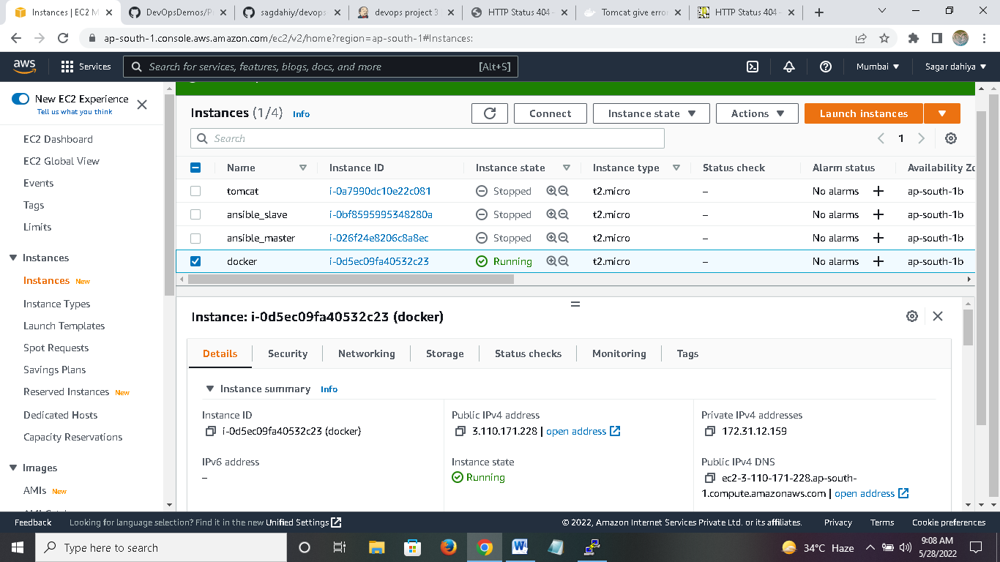 Instances | EC2 M
DevOpsDemos/P
sagdahiy/devops
devops project 3
HTTP Status 404 –
Tomcat give erro
HTTP Status 404 –
ap-south-1.console.aws.amazon.com/ec2/v2/home?region=ap-south-1#Instances:
aws
Services
Search for services, features, blogs, docs, and more
[Alt+S]
Mumbai
Sagar dahiya
New EC2 Experience
Tell us what you think
EC2 Dashboard
EC2 Global View
Events
Tags
Limits
Instances
Instances New
Instance Types
Launch Templates
Spot Requests
Savings Plans
Reserved Instances New
Dedicated Hosts
Capacity Reservations
Images
AMIs New
Instances (1/4) Info
Connect
Instance state
Actions
Launch instances
Search
1
Name Instance ID Instance state Instance type Status check Alarm status Availability Zo
tomcat i-0a7990dc10e22c081 Stopped t2.micro – No alarms + ap-south-1b
ansible_slave i-0bf8595995348280a Stopped t2.micro – No alarms + ap-south-1b
ansible_master i-026f24e8206c8a8ec Stopped t2.micro – No alarms + ap-south-1b
docker i-0d5ec09fa40532c23 Running t2.micro – No alarms + ap-south-1b
Instance: i-0d5ec09fa40532c23 (docker)
Details Security Networking Storage Status checks Monitoring Tags
Instance summary Info
Instance ID
i-0d5ec09fa40532c23 (docker)
Public IPv4 address
3.110.171.228 | open address
Private IPv4 addresses
172.31.12.159
IPv6 address
–
Instance state
Running
Public IPv4 DNS
ec2-3-110-171-228.ap-south-
1.compute.amazonaws.com | open address
Feedback
Looking for language selection? Find it in the new Unified Settings
© 2022, Amazon Internet Services Private Ltd. or its affiliates.
Privacy
Terms
Cookie preferences
Type here to search
34°C Haze
9:08 AM
5/28/2022